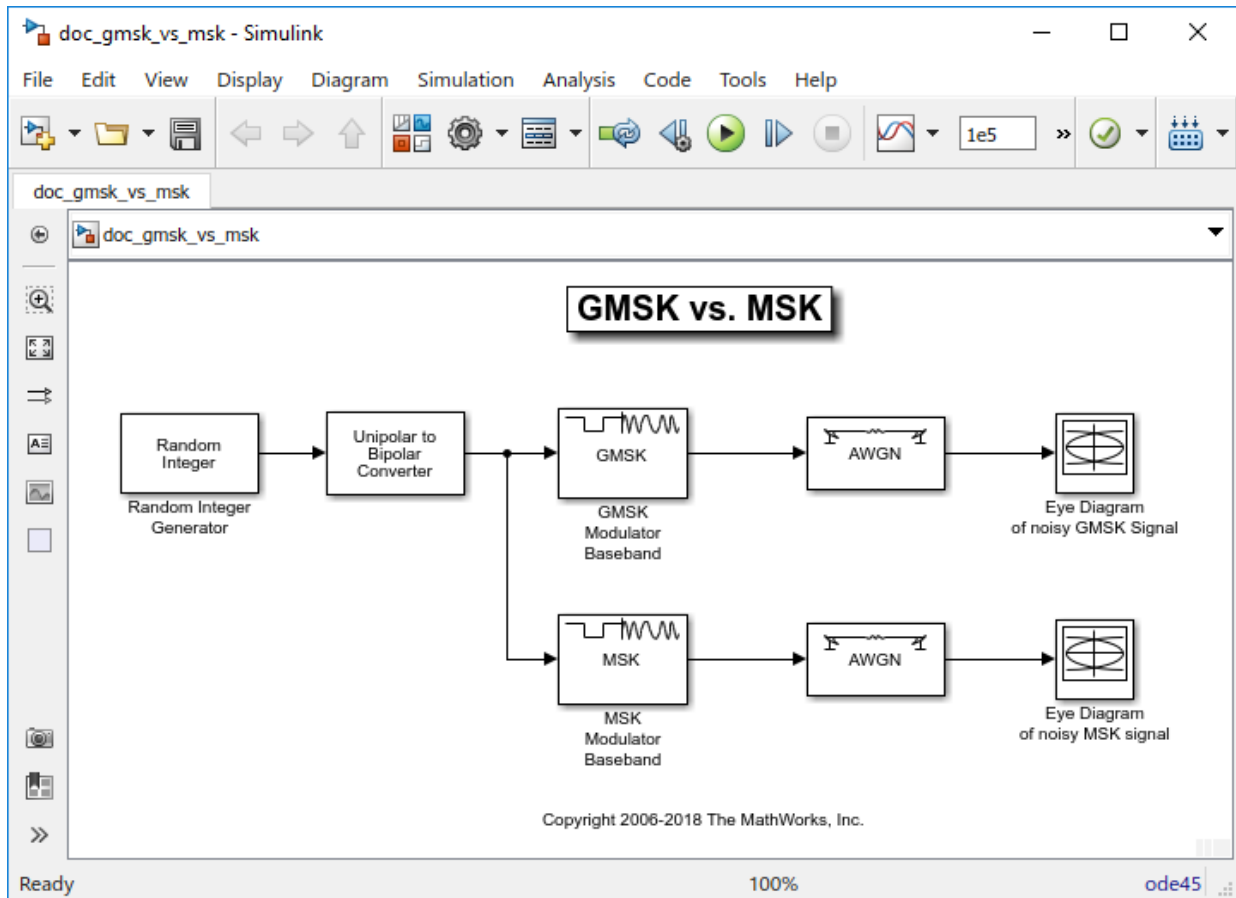 doc_gmsk_vs_msk - Simulink
File Edit View Display Diagram Simulation Analysis Code Tools Help
1e5
doc_gmsk_vs_msk
doc_gmsk_vs_msk
GMSK vs. MSK
Random
Integer
Random Integer
Generator
Unipolar to
Bipolar
Converter
GMSK
GMSK
Modulator
Baseband
AWGN
Eye Diagram
of noisy GMSK Signal
MSK
MSK
Modulator
Baseband
AWGN
Eye Diagram
of noisy MSK signal
Copyright 2006-2018 The MathWorks, Inc.
Ready 100% ode45